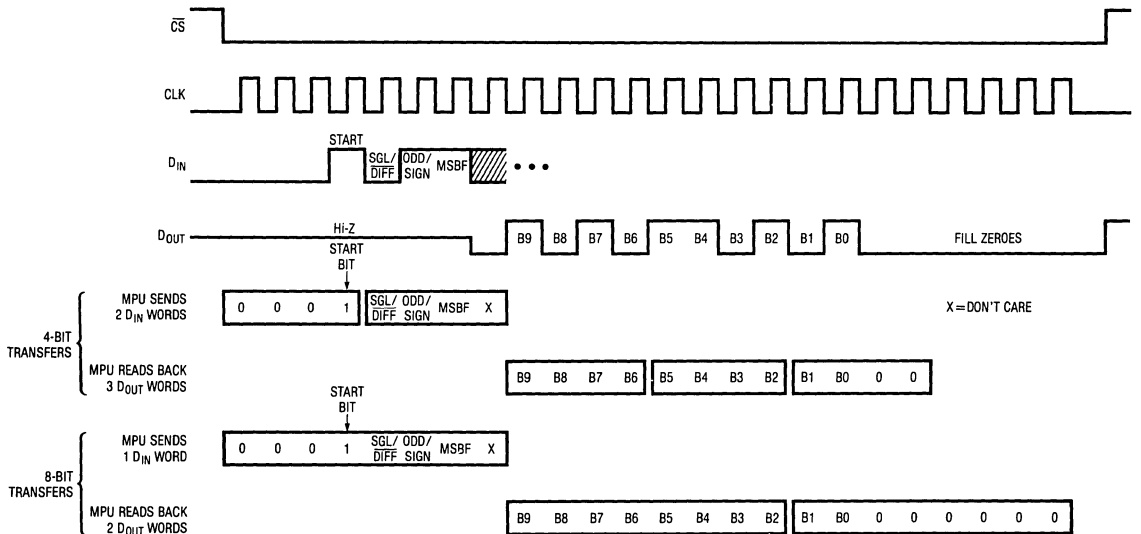 CS
CLK
START
DIN
SGL/ ODD/ MSBF
DIFF SIGN
• • •
DOUT
Hi-Z
B9 B8 B7 B6 B5 B4 B3 B2 B1 B0 FILL ZEROES
START
BIT
4-BIT
TRANSFERS
MPU SENDS
2 DIN WORDS
0 0 0 1 SGL/ ODD/ MSBF X
DIFF SIGN
X=DON'T CARE
MPU READS BACK
3 DOUT WORDS
B9 B8 B7 B6 B5 B4 B3 B2 B1 B0 0 0
START
BIT
8-BIT
TRANSFERS
MPU SENDS
1 DIN WORD
0 0 0 1 SGL/ ODD/ MSBF X
DIFF SIGN
MPU READS BACK
2 DOUT WORDS
B9 B8 B7 B6 B5 B4 B3 B2 B1 B0 0 0 0 0 0 0